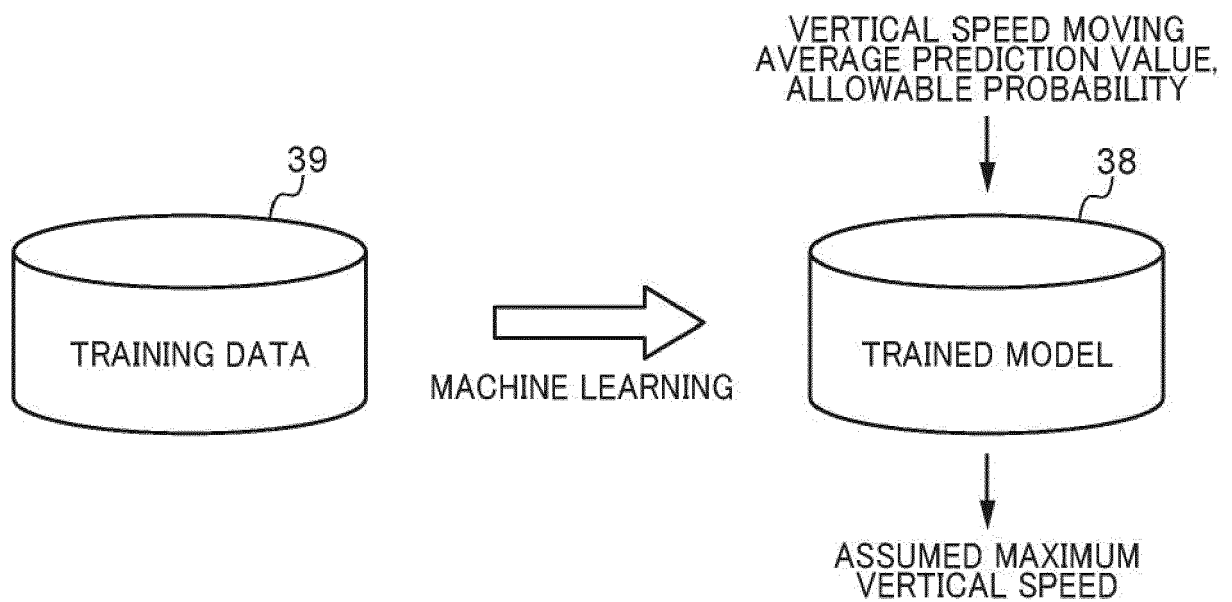 VERTICAL SPEED MOVING
AVERAGE PREDICTION VALUE,
ALLOWABLE PROBABILITY
39
38
TRAINING DATA
TRAINED MODEL
MACHINE LEARNING
ASSUMED MAXIMUM
VERTICAL SPEED